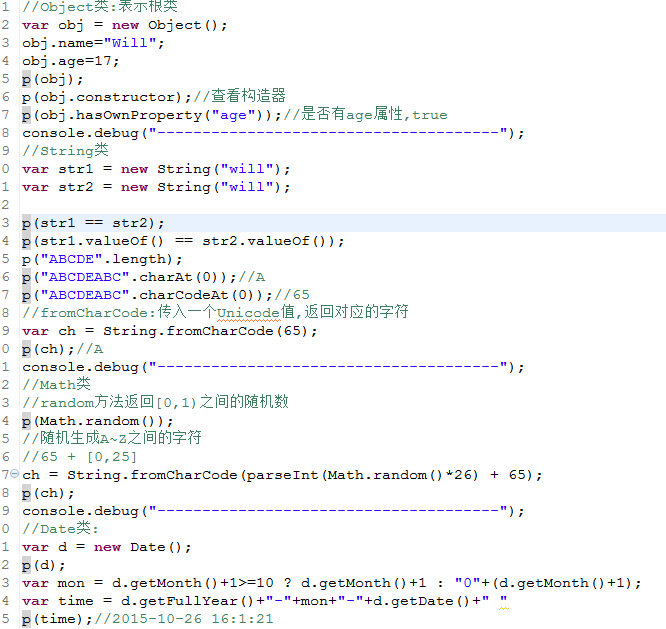 1 //Object类:表示根类
2 var obj = new Object();
3 obj.name="Will";
4 obj.age=17;
5 p(obj);
6 p(obj.constructor);//查看构造器
7 p(obj.hasOwnProperty("age"));//是否有age属性,true
8 console.debug("--------------------------------------");
9 //String类
0 var str1 = new String("will");
1 var str2 = new String("will");
2
3 p(str1 == str2);
4 p(str1.valueOf() == str2.valueOf());
5 p("ABCDE".length);
6 p("ABCDEABC".charAt(0));//A
7 p("ABCDEABC".charCodeAt(0));//65
8 //fromCharCode:传入一个Unicode值,返回对应的字符
9 var ch = String.fromCharCode(65);
0 p(ch);//A
1 console.debug("--------------------------------------");
2 //Math类
3 //random方法返回[0,1)之间的随机数
4 p(Math.random());
5 //随机生成A~Z之间的字符
6 //65 + [0,25]
7 ch = String.fromCharCode(parseInt(Math.random()*26) + 65);
8 p(ch);
9 console.debug("--------------------------------------");
0 //Date类:
1 var d = new Date();
2 p(d);
3 var mon = d.getMonth()+1>=10 ? d.getMonth()+1 : "0"+(d.getMonth()+1);
4 var time = d.getFullYear()+"-"+mon+"-"+d.getDate()+" "
5 p(time);//2015-10-26 16:1:21